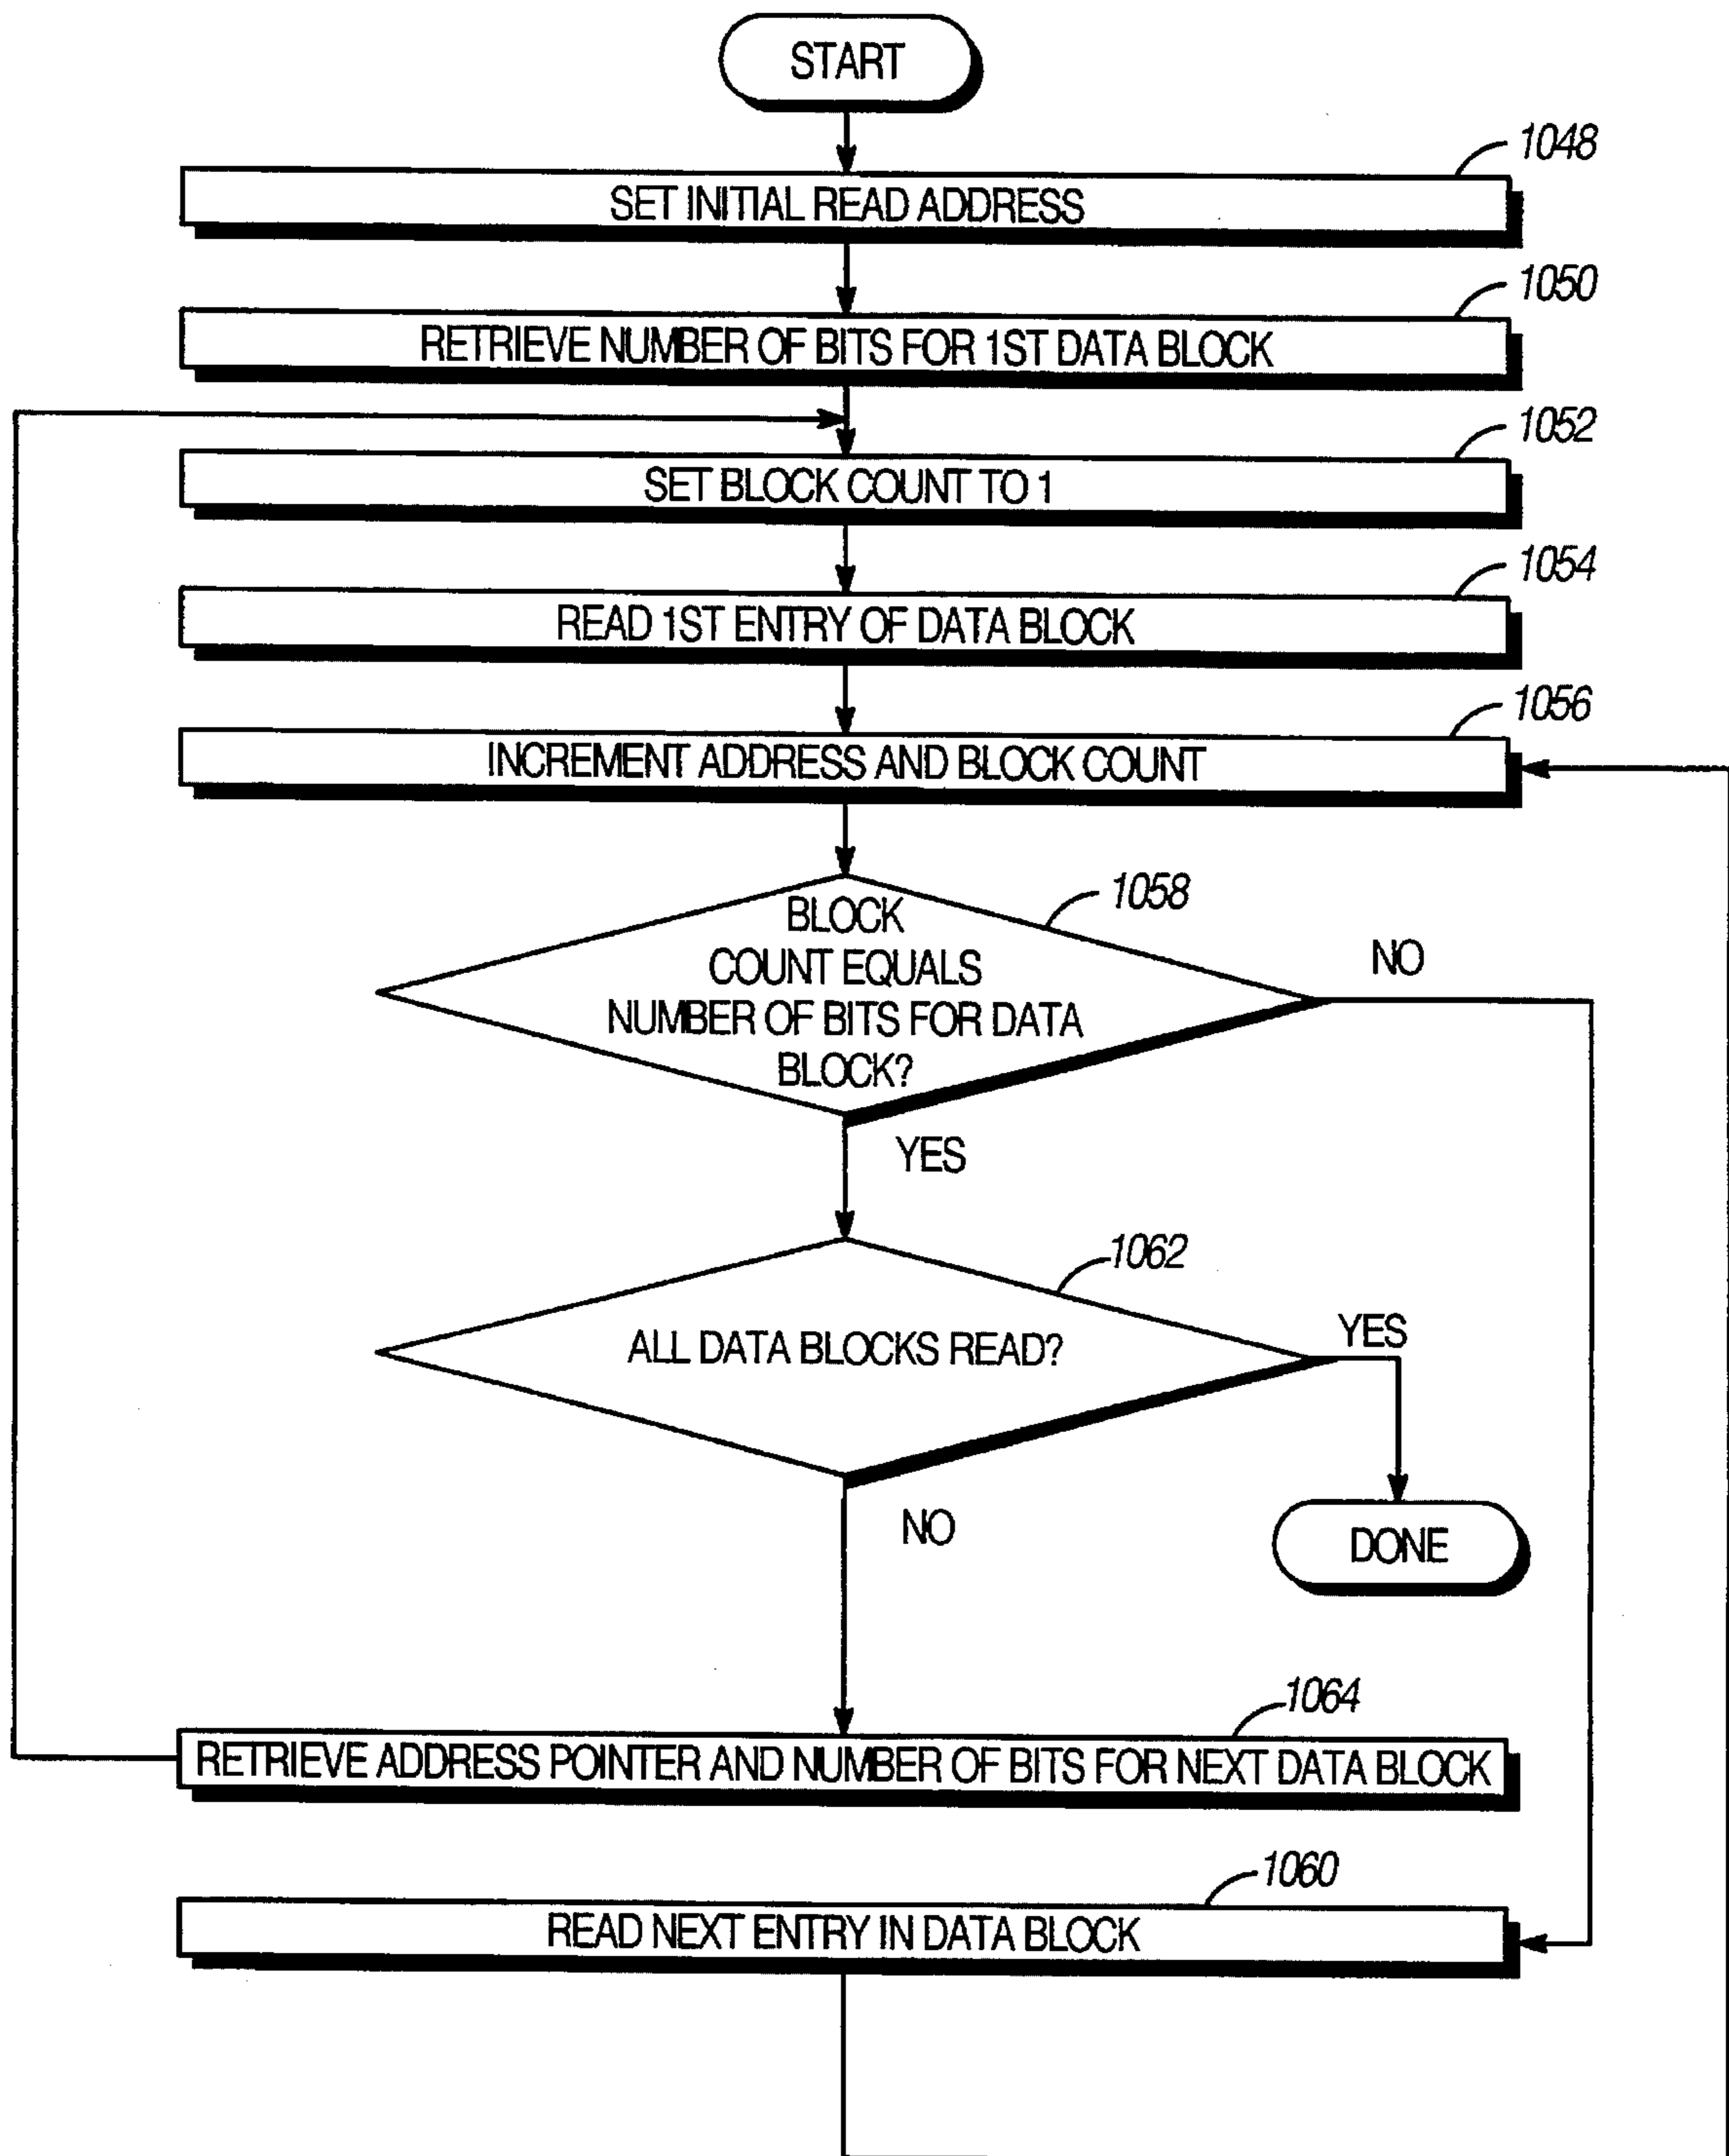 START
1048
SET INITIAL READ ADDRESS
1050
RETRIEVE NUMBER OF BITS FOR 1ST DATA BLOCK
1052
SET BLOCK COUNT TO 1
1054
READ 1ST ENTRY OF DATA BLOCK
1056
INCREMENT ADDRESS AND BLOCK COUNT
1058
BLOCK
COUNT EQUALS
NUMBER OF BITS FOR DATA
BLOCK?
NO
YES
1062
ALL DATA BLOCKS READ?
YES
NO
DONE
1064
RETRIEVE ADDRESS POINTER AND NUMBER OF BITS FOR NEXT DATA BLOCK
1060
READ NEXT ENTRY IN DATA BLOCK